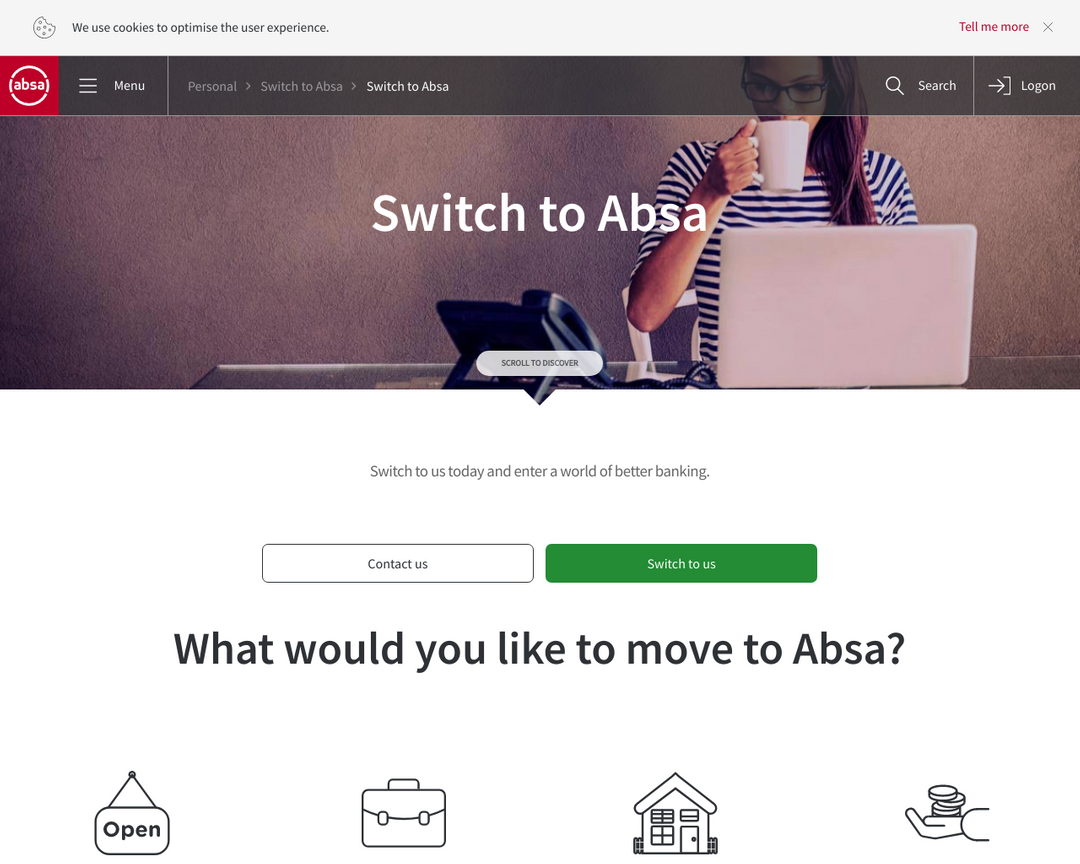 We use cookies to optimise the user experience.
Tell me more
absa
Menu
Personal > Switch to Absa > Switch to Absa
Search
Logon
Switch to Absa
SCROLL TO DISCOVER
Switch to us today and enter a world of better banking.
Contact us
Switch to us
What would you like to move to Absa?
Open